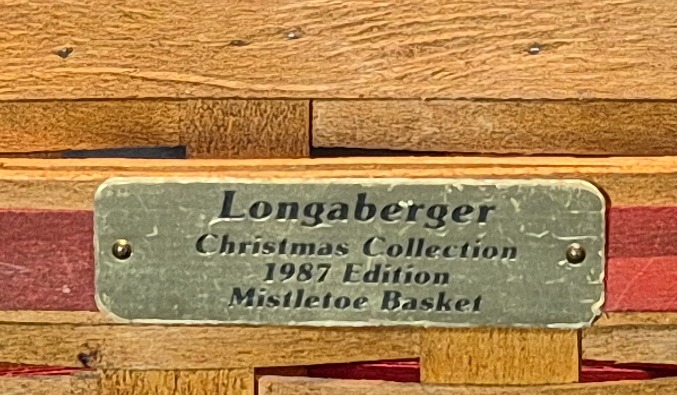 Longaberger
Christmas Collection
1987 Edition
Mistletoe Basket